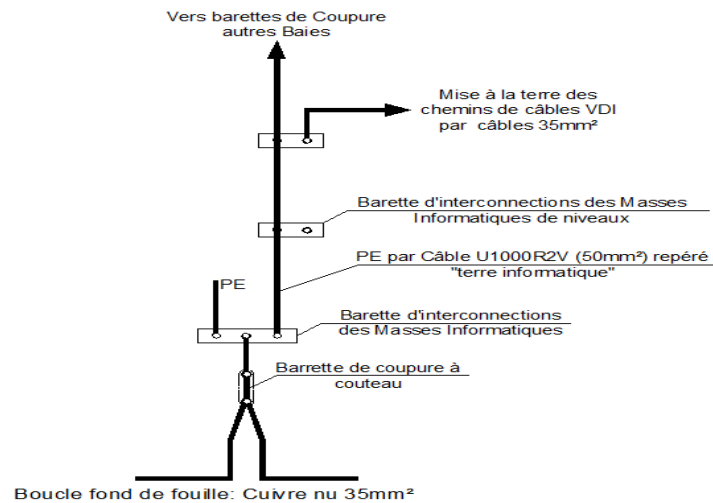 Vers barettes de Coupure
autres Baies
Mise à la terre des
chemins de câbles VDI
par câbles 35mm²
Barette d'interconnections des Masses
Informatiques de niveaux
PE par Câble U1000R2V (50mm²) repéré
"terre informatique"
PE
Barette d'interconnections
des Masses Informatiques
Barrette de coupure à
couteau
Boucle fond de fouille: Cuivre nu 35mm²